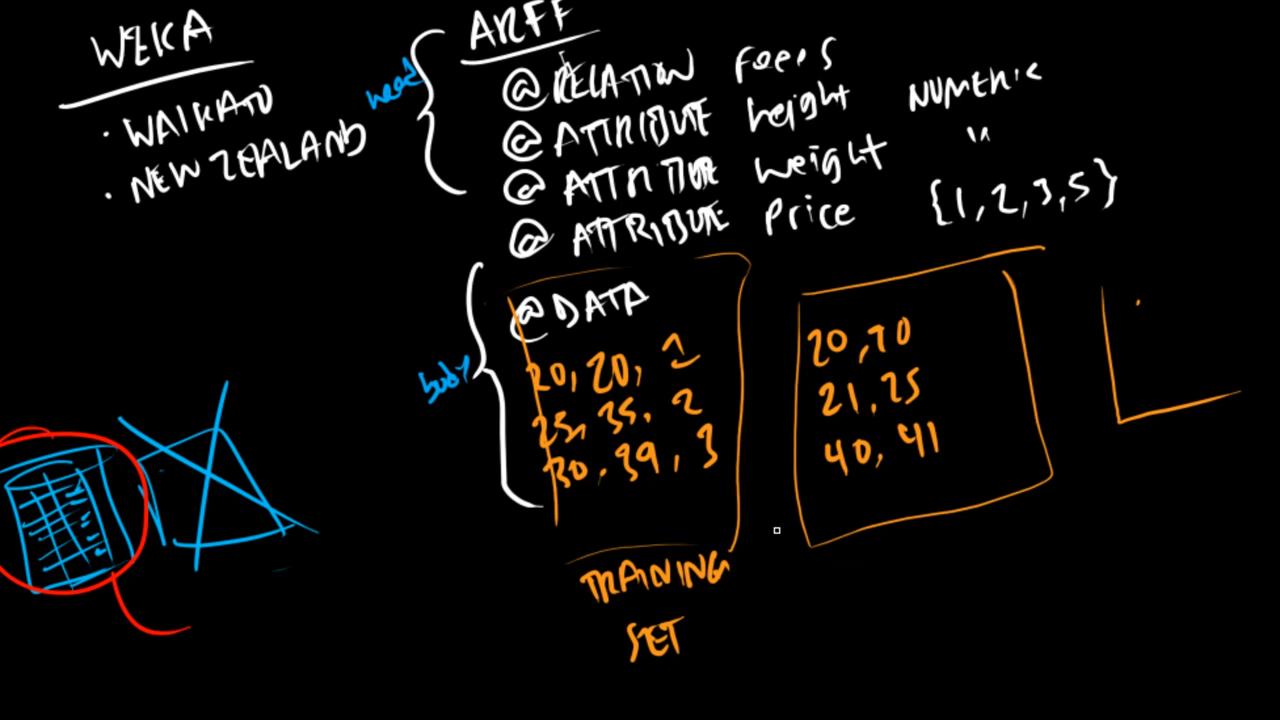 WEKA
· WAIKATO
· NEW ZEALAND
head
ARFF
@ RELATION
@ ATTRIBUTE height NUMERIC
@ ATTRIBUTE weight "
@ ATTRIBUTE Price {1, 2, 3, 5}
body
@DATA
20, 20, 1
25, 35, 2
30, 39, 3
TRAINING
SET
20, 70
21, 25
40, 41